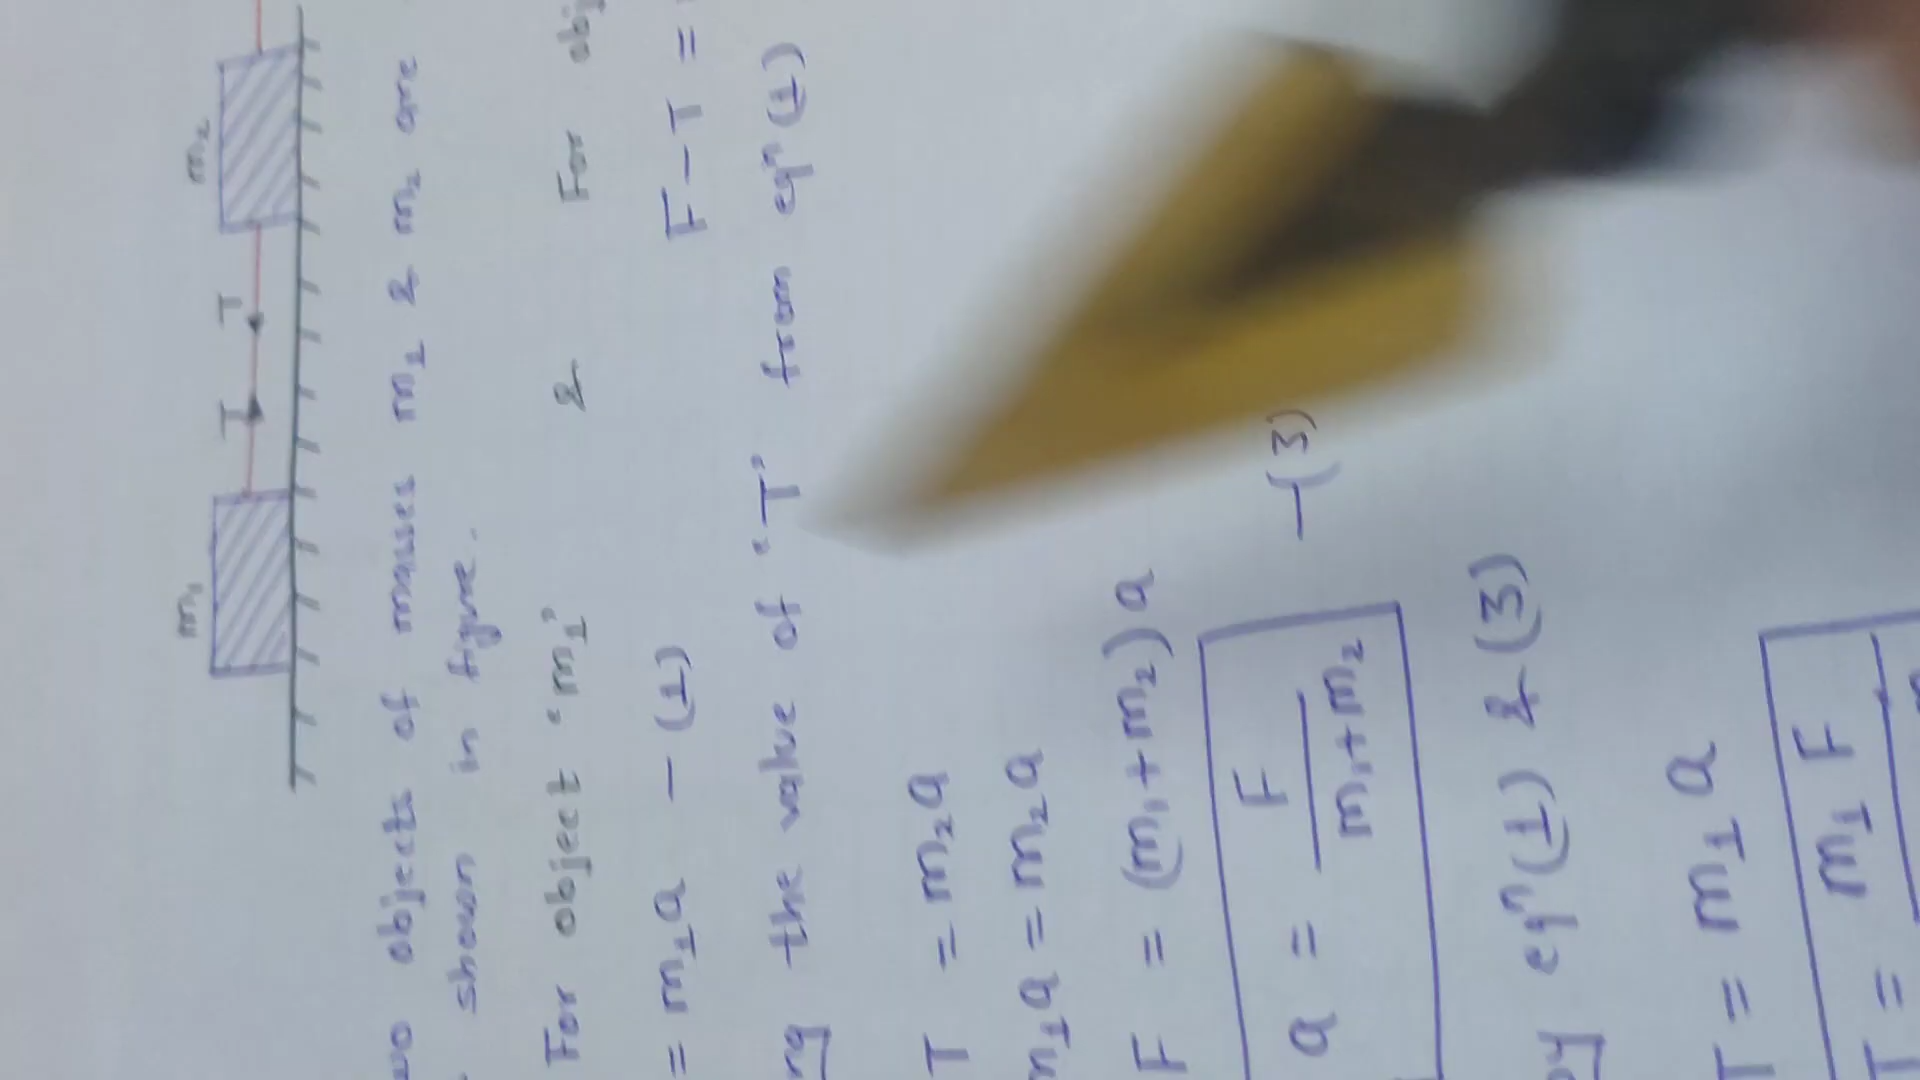 m₁ T T m₂
objects of masses m₁ & m₂ are
shown in figure.
For object "m₁" & For
= m₁a – (1) F – T =
the value of "T" from eqⁿ (1)
T = m₂a
m₁a = m₂a
F = (m₁+m₂)a
a = F / m₁+m₂ –(3)
eqⁿ(1) & (3)
T = m₁a
T = m₁F